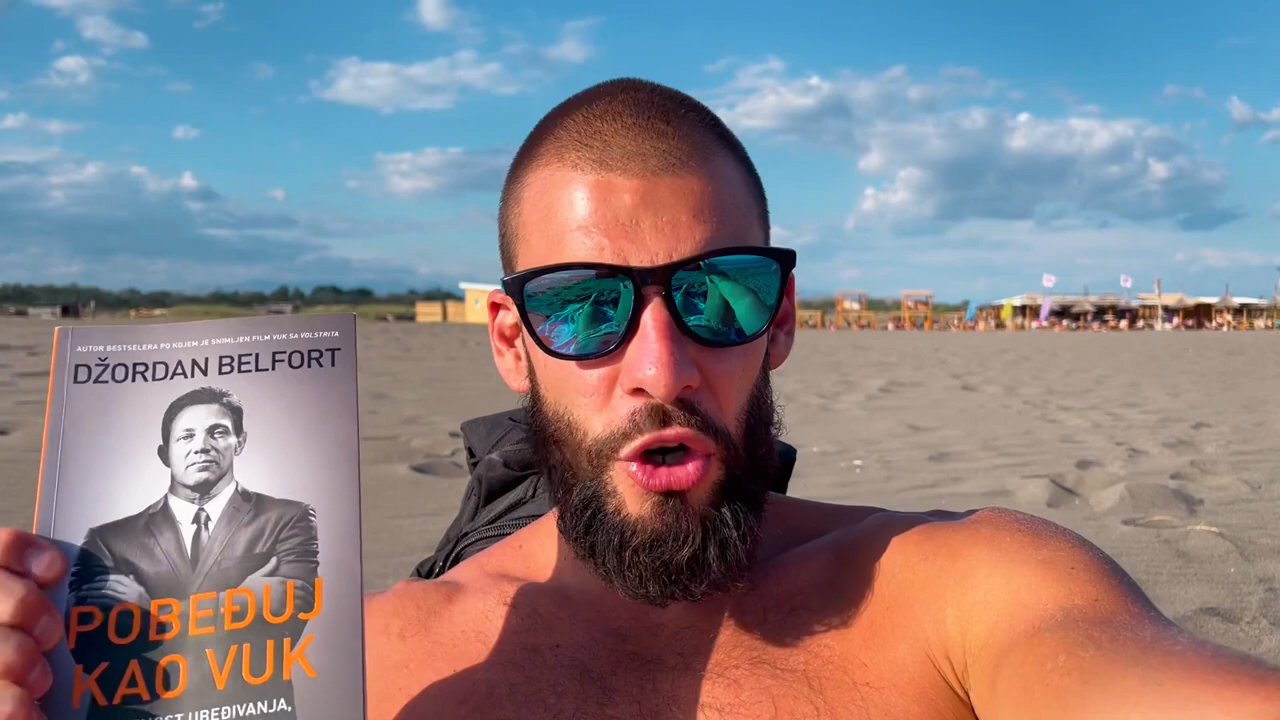 AUTOR BESTSELERA PO KOJEM JE SNIMLJEN FILM VUK SA VOLSTRITA
DŽORDAN BELFORT
POBEĐUJ
KAO VUK
UREĐIVANJA,